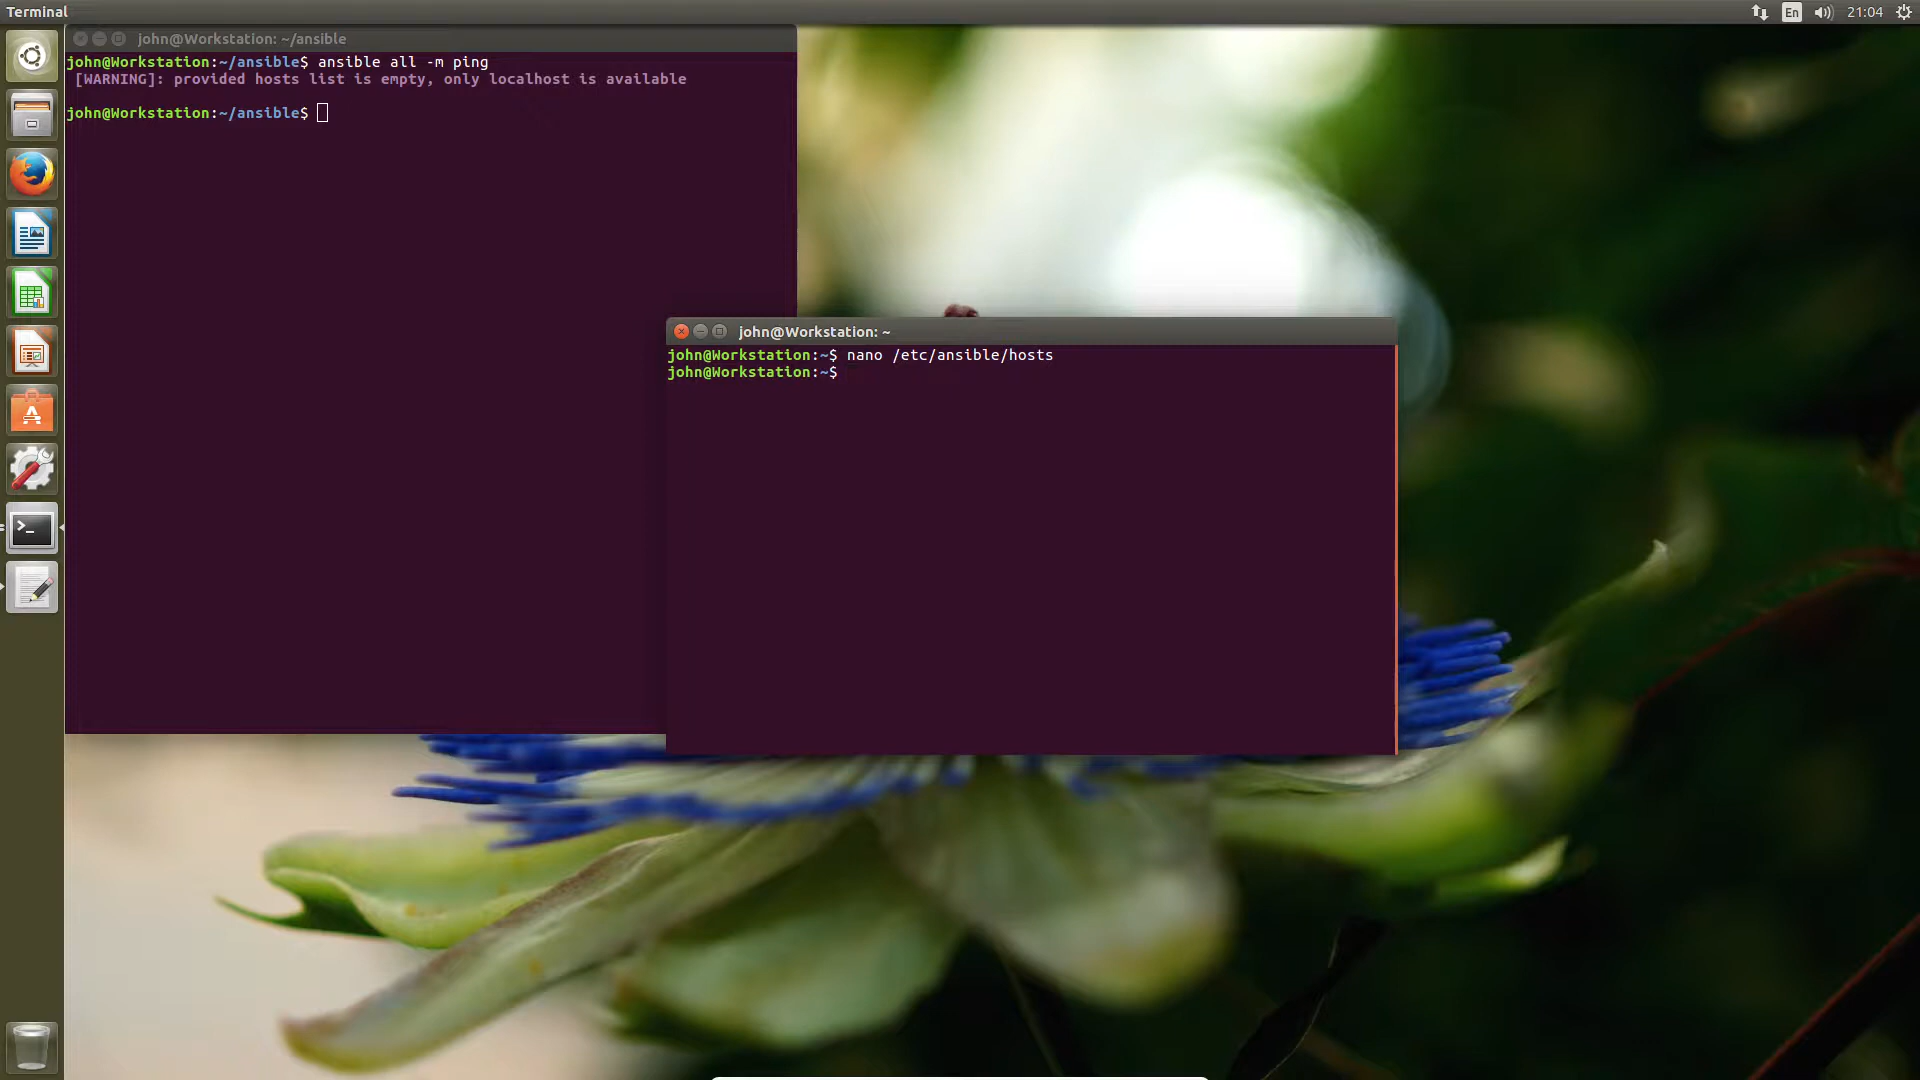 Terminal
En
21:04
john@Workstation: ~/ansible
john@Workstation:~/ansible$ ansible all -m ping
[WARNING]: provided hosts list is empty, only localhost is available
john@Workstation:~/ansible$
john@Workstation: ~
john@Workstation:~$ nano /etc/ansible/hosts
john@Workstation:~$